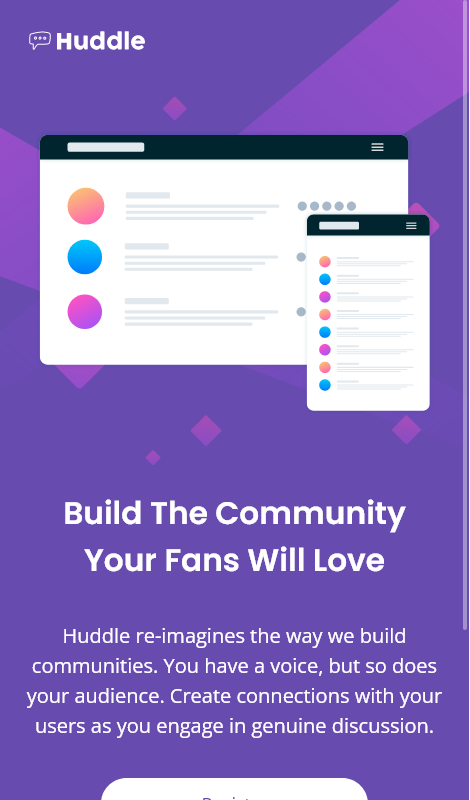 Huddle
Build The Community
Your Fans Will Love
Huddle re-imagines the way we build
communities. You have a voice, but so does
your audience. Create connections with your
users as you engage in genuine discussion.